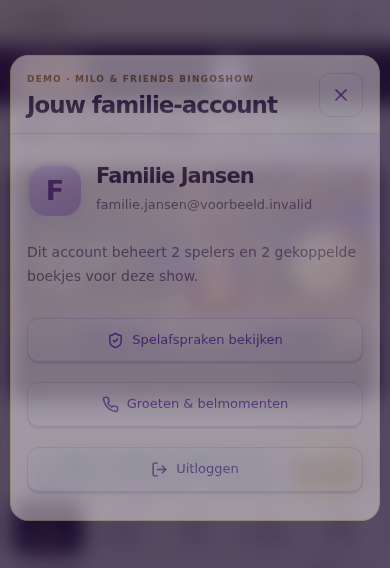 DEMO · MILO & FRIENDS BINGOSHOW
Jouw familie-account
F
Familie Jansen
familie.jansen@voorbeeld.invalid
Dit account beheert 2 spelers en 2 gekoppelde
boekjes voor deze show.
Spelafspraken bekijken
Groeten & belmomenten
Uitloggen